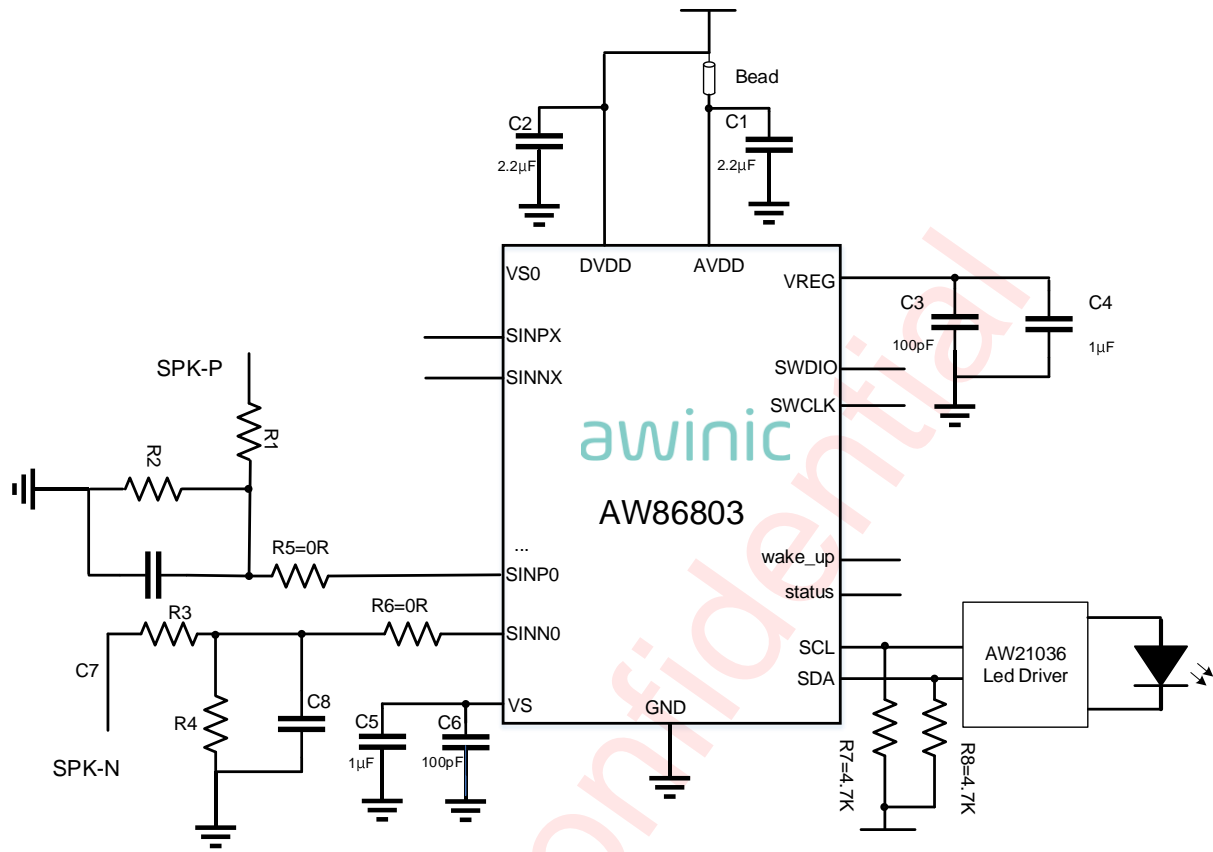 Bead
C2
2.2μF
C1
2.2μF
VS0
DVDD
AVDD
VREG
SINPX
SINNX
C3
100pF
C4
1μF
SWDIO
SWCLK
SPK-P
R1
R2
awinic
AW86803
...
R5=0R
SINP0
wake_up
status
R3
R6=0R
SINN0
C7
R4
C8
SCL
SDA
AW21036
Led Driver
VS
GND
C5
1μF
C6
100pF
SPK-N
R7=4.7K
R8=4.7K
onfidential